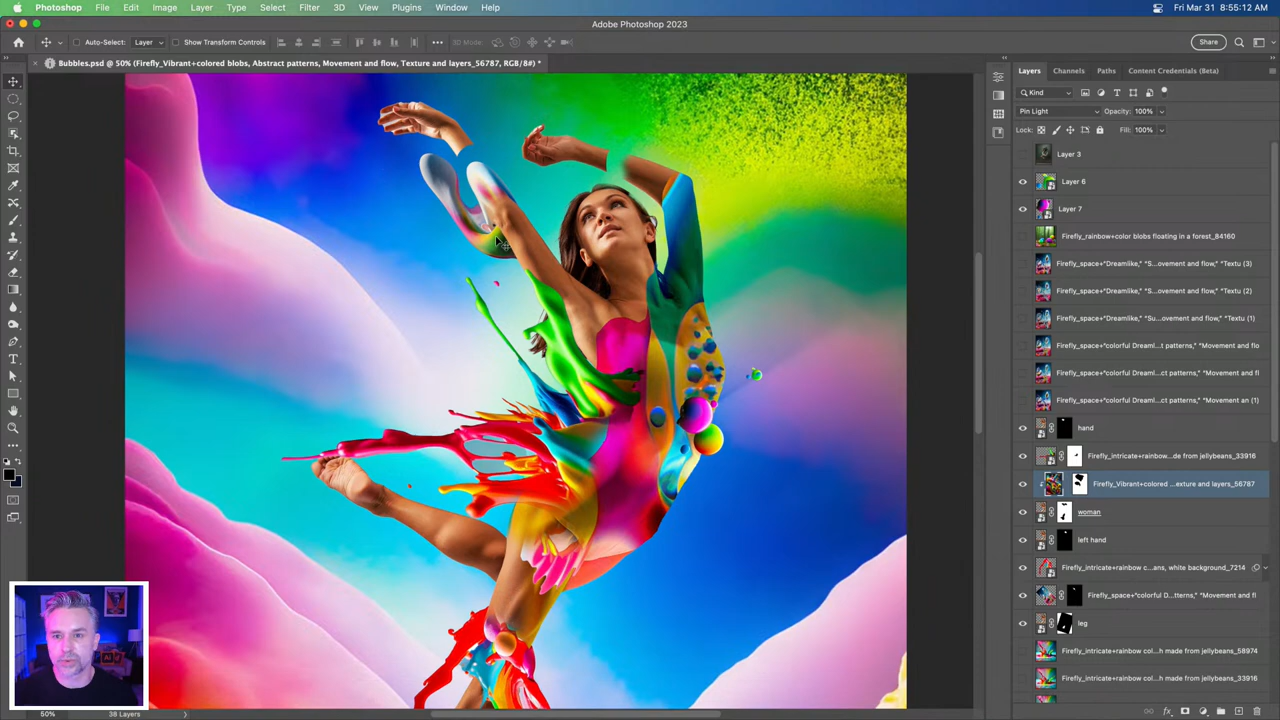 Photoshop File Edit Image Layer Type Select Filter 3D View Plugins Window Help Fri Mar 31 8:55:12 AM
Adobe Photoshop 2023
Auto-Select: Layer Show Transform Controls 3D Mode: Share
Bubbles.psd @ 50% (Firefly_Vibrant+colored blobs, Abstract patterns, Movement and flow, Texture and layers_56787, RGB/8#) *
Layers Channels Paths Content Credentials (Beta)
Kind
Pin Light Opacity: 100%
Lock: Fill: 100%
Layer 3
Layer 6
Layer 7
Firefly_rainbow+color blobs floating in a forest_84160
Firefly_space+"Dreamlike," "S...ovement and flow," "Textu (3)
Firefly_space+"Dreamlike," "S...ovement and flow," "Textu (2)
Firefly_space+"Dreamlike," "Su...ovement and flow," "Textu (1)
Firefly_space+"colorful Dreaml...ct patterns," "Movement and flo
Firefly_space+"colorful Dreaml...ct patterns," "Movement and fl
Firefly_space+"colorful Dreaml...ct patterns," "Movement an (1)
hand
Firefly_intricate+rainbow...de from jellybeans_33916
Firefly_Vibrant+colored ...exture and layers_56787
woman
left hand
Firefly_intricate+rainbow c...ans, white background_7214
Firefly_space+"colorful D...tterns," "Movement and fl
leg
Firefly_intricate+rainbow col...h made from jellybeans_58974
Firefly_intricate+rainbow col...h made from jellybeans_33916
Ai
50% 38 Layers